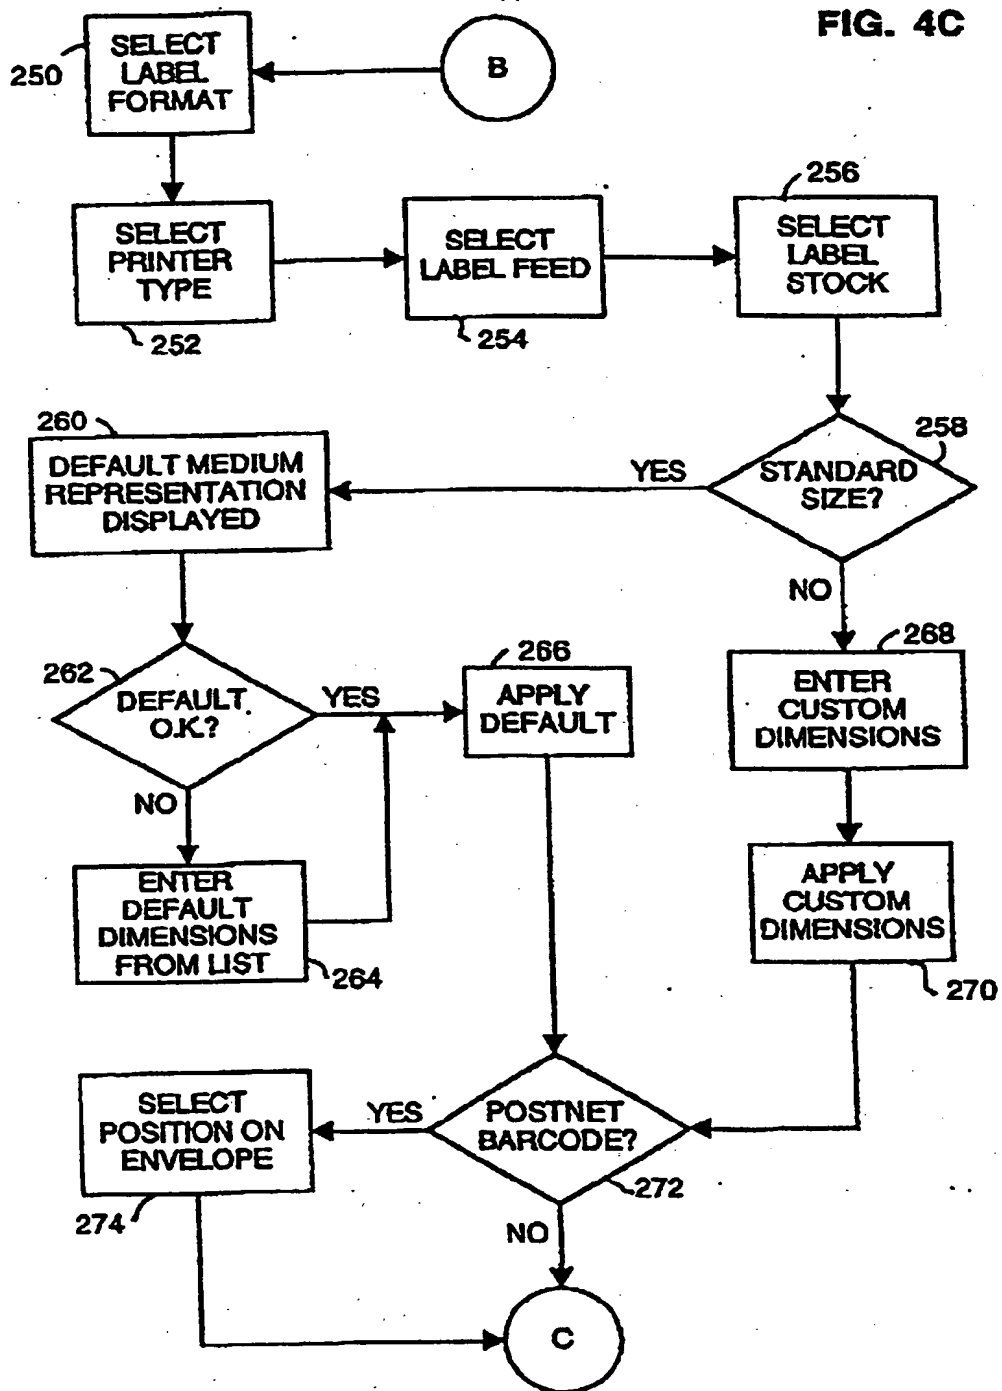 FIG. 4C
B
250
SELECT
LABEL
FORMAT
SELECT
PRINTER
TYPE
252
SELECT
LABEL FEED
254
256
SELECT
LABEL
STOCK
260
DEFAULT MEDIUM
REPRESENTATION
DISPLAYED
YES
258
STANDARD
SIZE?
NO
262
DEFAULT
O.K.?
YES
NO
266
APPLY
DEFAULT
268
ENTER
CUSTOM
DIMENSIONS
ENTER
DEFAULT
DIMENSIONS
FROM LIST
264
APPLY
CUSTOM
DIMENSIONS
270
SELECT
POSITION ON
ENVELOPE
274
YES
POSTNET
BARCODE?
272
NO
C